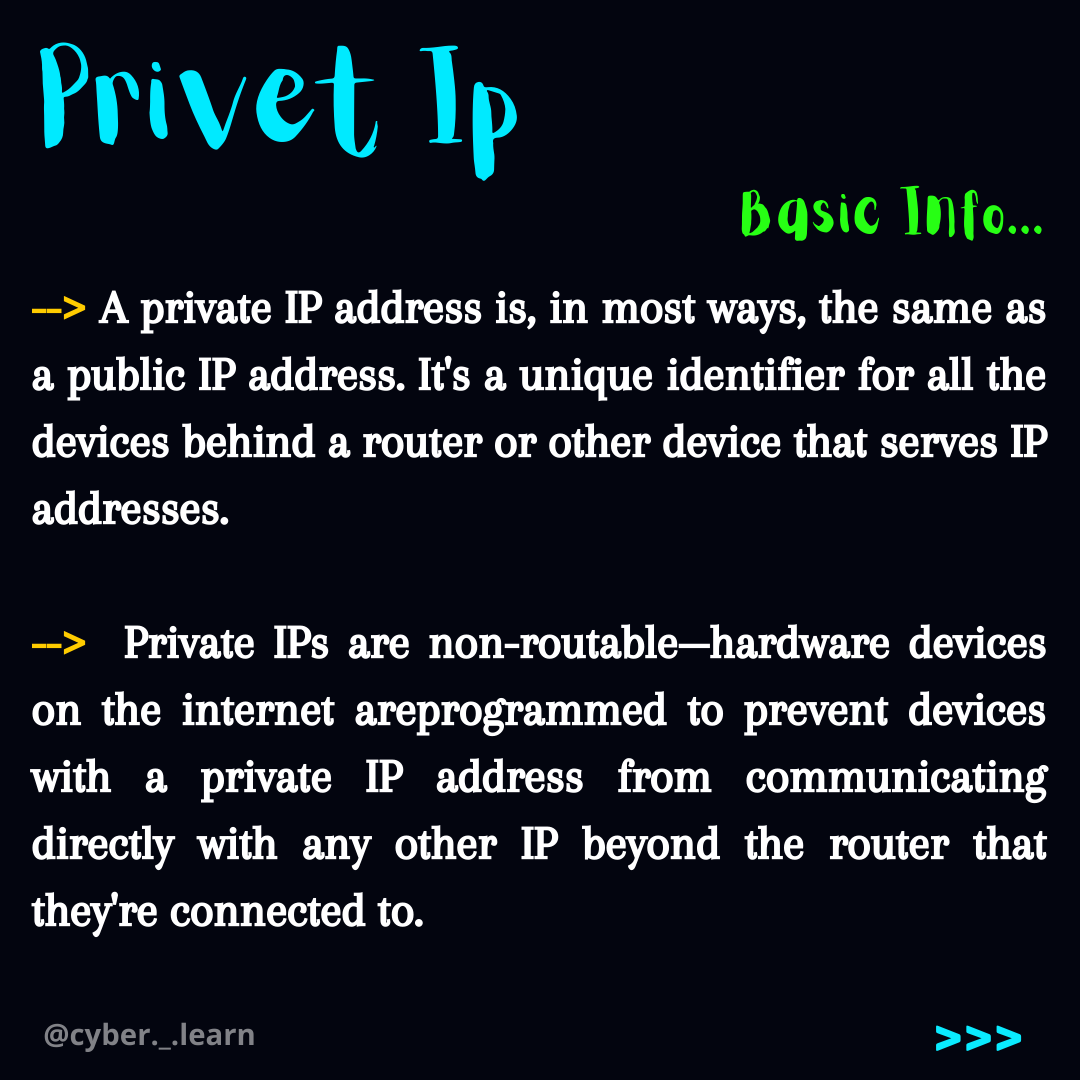 Privet Ip
Basic Info...
--> A private IP address is, in most ways, the same as
a public IP address. It's a unique identifier for all the
devices behind a router or other device that serves IP
addresses.
--> Private IPs are non-routable—hardware devices
on the internet areprogrammed to prevent devices
with a private IP address from communicating
directly with any other IP beyond the router that
they're connected to.
@cyber._.learn
>>>